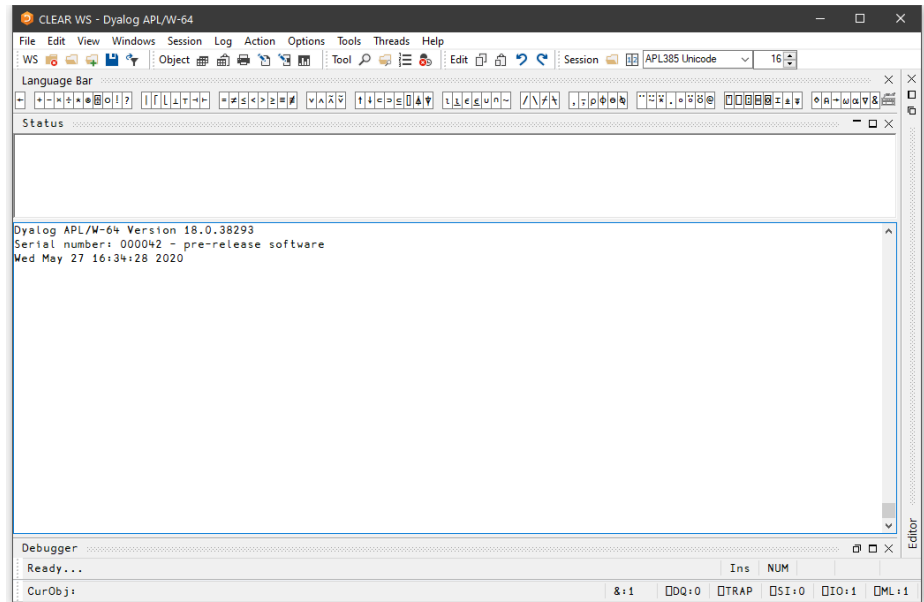 CLEAR WS - Dyalog APL/W-64
File Edit View Windows Session Log Action Options Tools Threads Help
WS Object Tool Edit Session APL385 Unicode 16
Language Bar
← + - × ÷ * ⍟ ⌹ ○ ! ? | ⌈ ⌊ ⊥ ⊤ ⊣ ⊢ = ≠ ≤ < > ≥ ≡ ≢ ∨ ∧ ⍲ ⍱ ↑ ↓ ⊂ ⊃ ⊆ ⌷ ⍋ ⍒ ⍳ ⍸ ∊ ⍷ ∪ ∩ ~ / \ ⌿ ⍀ , ⍪ ⍴ ⌽ ⊖ ⍉ ¨ ⍨ ⍣ . ∘ ⍤ ⍥ @ ⍞ ⎕ ⍠ ⌸ ⌺ ⌶ ⍎ ⍕ ⋄ ⍝ → ⍵ ⍺ ∇ &
Status
Dyalog APL/W-64 Version 18.0.38293
Serial number: 000042 - pre-release software
Wed May 27 16:34:28 2020
Editor
Debugger
Ready... Ins NUM
CurObj: &:1 ⎕DQ:0 ⎕TRAP ⎕SI:0 ⎕IO:1 ⎕ML:1